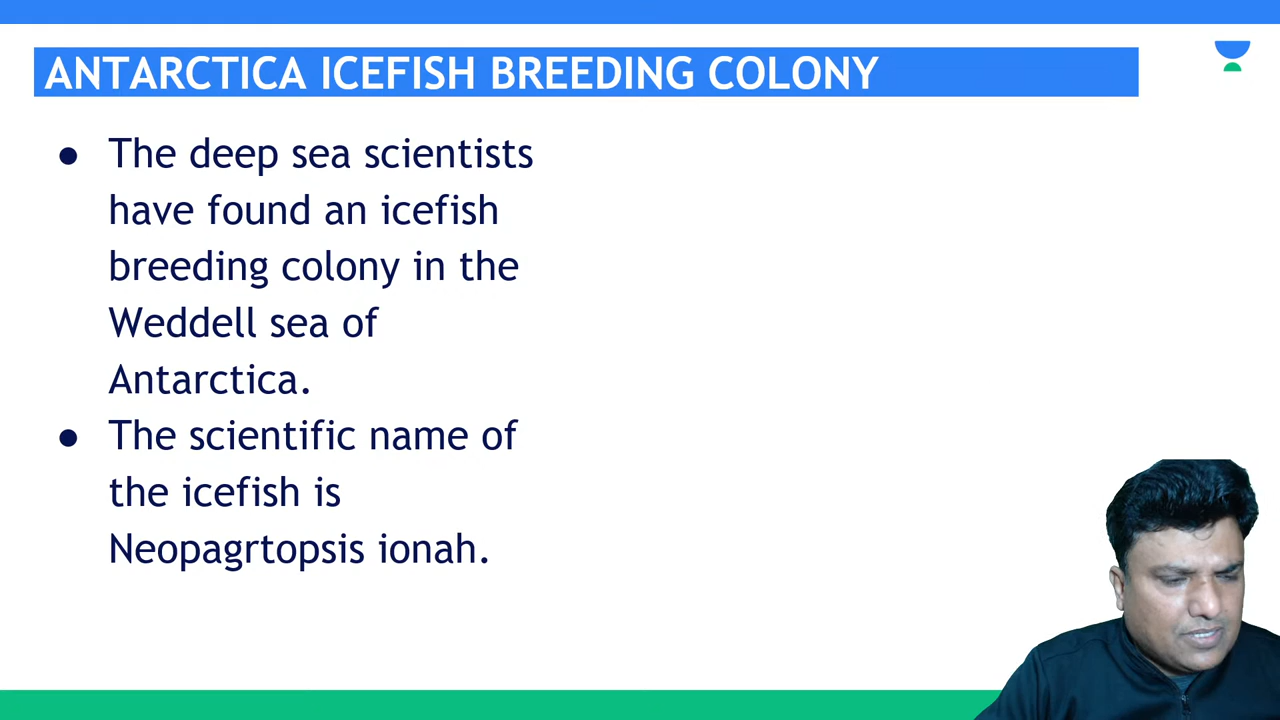 ANTARCTICA ICEFISH BREEDING COLONY
● The deep sea scientists
have found an icefish
breeding colony in the
Weddell sea of
Antarctica.
● The scientific name of
the icefish is
Neopagrtopsis ionah.